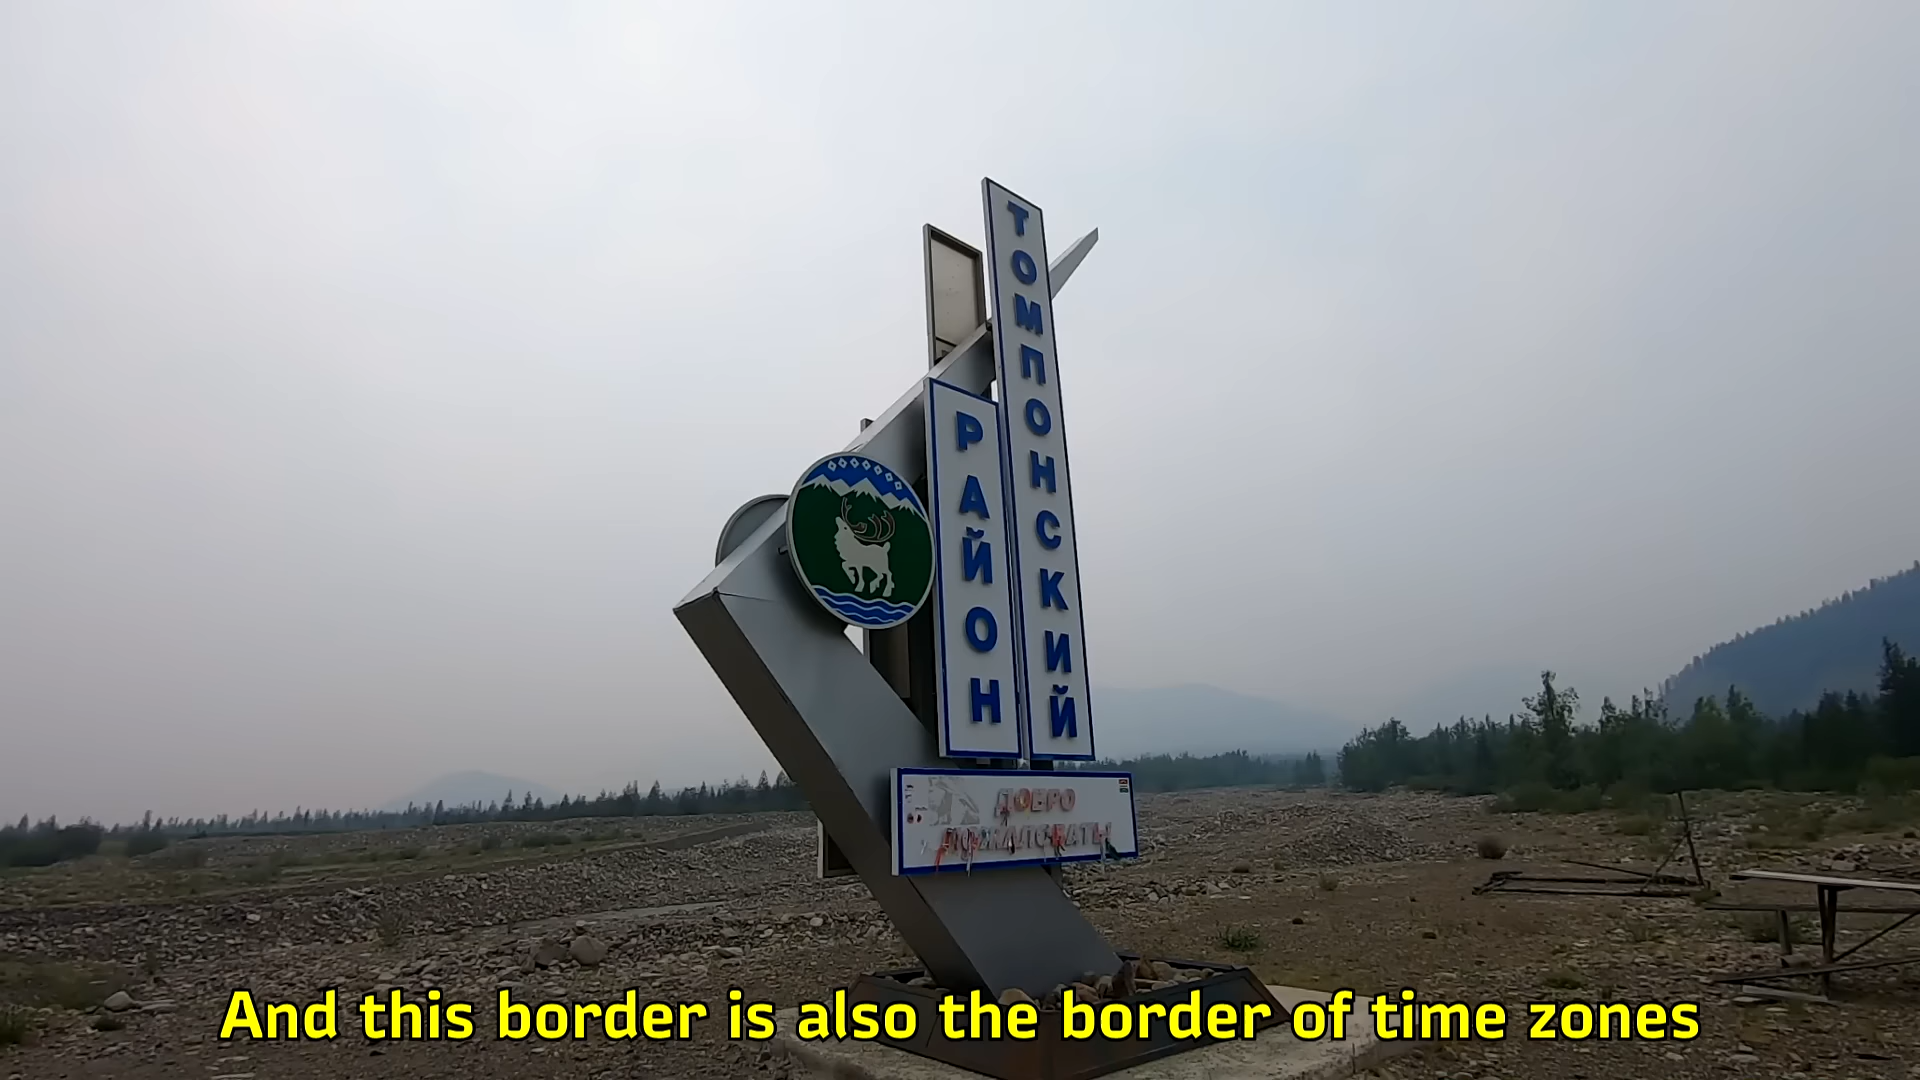 ТОМПОНСКИЙ
РАЙОН
ДОБРО
ПОЖАЛОВАТЬ!
And this border is also the border of time zones